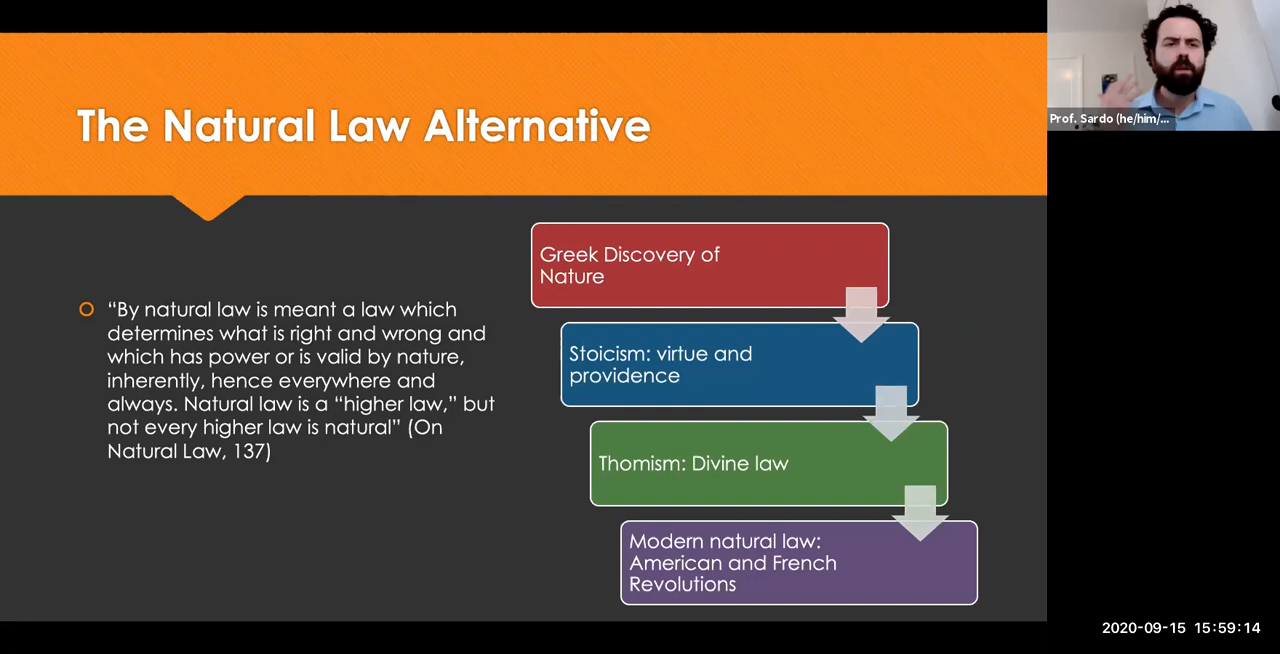 The Natural Law Alternative
Prof. Sardo (he/him/...
“By natural law is meant a law which
determines what is right and wrong and
which has power or is valid by nature,
inherently, hence everywhere and
always. Natural law is a “higher law,” but
not every higher law is natural” (On
Natural Law, 137)
Greek Discovery of
Nature
Stoicism: virtue and
providence
Thomism: Divine law
Modern natural law:
American and French
Revolutions
2020-09-15 15:59:14